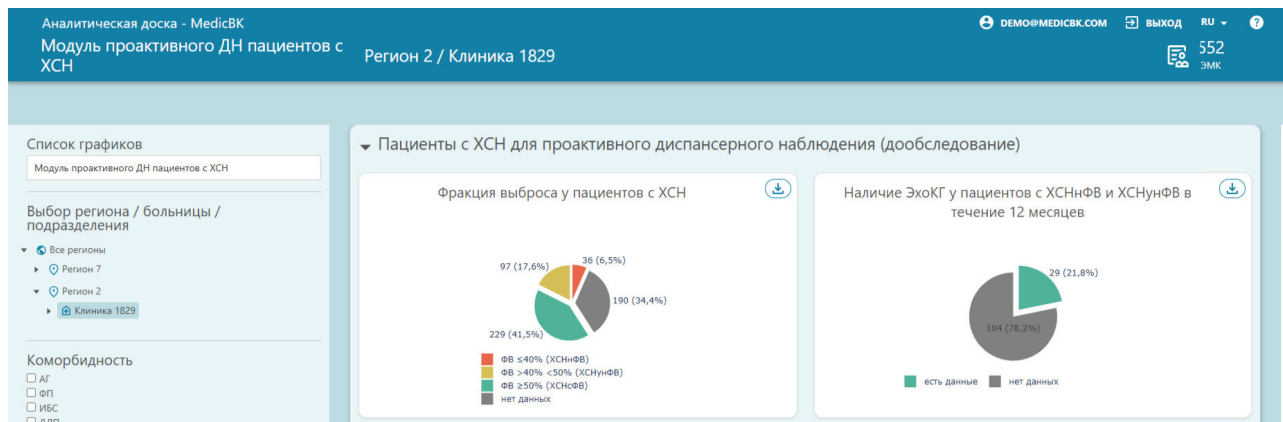 Аналитическая доска - MedicBK
DEMO@MEDICBK.COM
ВЫХОД
RU
?
Модуль проактивного ДН пациентов с
ХСН
Регион 2 / Клиника 1829
552
ЭМК
Список графиков
Модуль проактивного ДН пациентов с ХСН
Выбор региона / больницы /
подразделения
Все регионы
Регион 7
Регион 2
Клиника 1829
Коморбидность
АГ
ФП
ИБС
Пациенты с ХСН для проактивного диспансерного наблюдения (дообследование)
Фракция выброса у пациентов с ХСН
97 (17,6%)
36 (6,5%)
190 (34,4%)
229 (41,5%)
ФВ ≤40% (ХСНнФВ)
ФВ >40% <50% (ХСНунФВ)
ФВ ≥50% (ХСНсФВ)
нет данных
Наличие ЭхоКГ у пациентов с ХСНнФВ и ХСНунФВ в
течение 12 месяцев
29 (21,8%)
104 (78,2%)
есть данные
нет данных